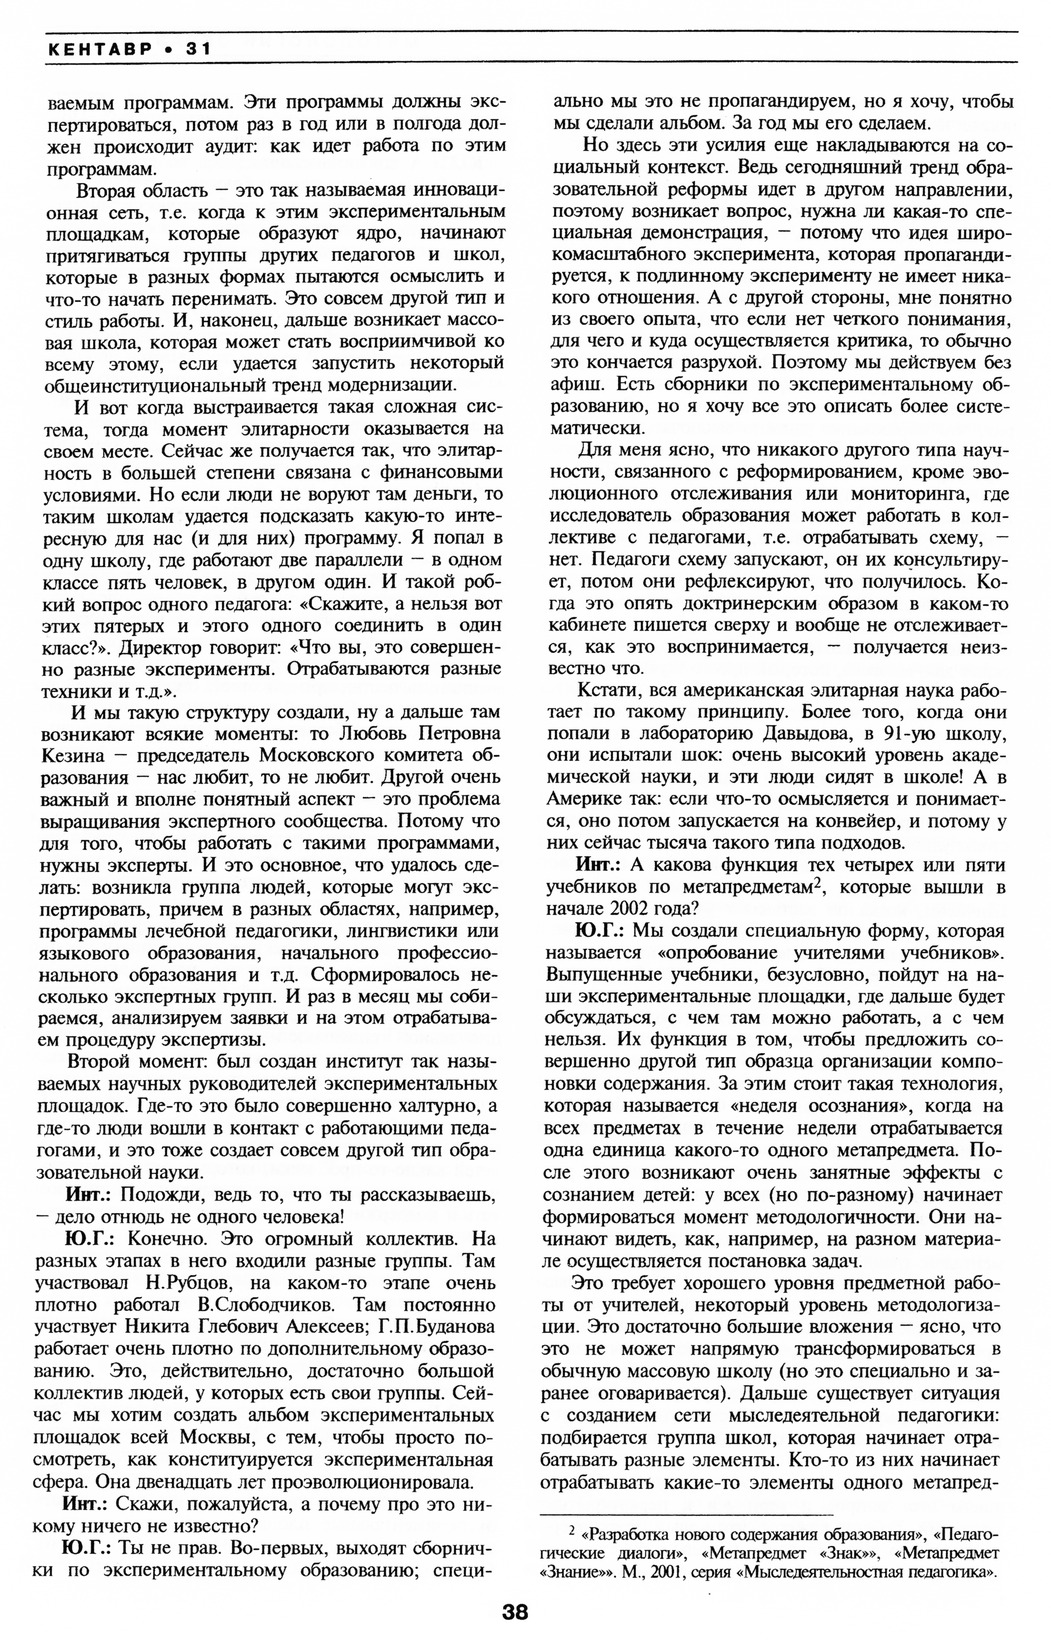 КЕНТАВР • 31
ваемым программам. Эти программы должны экс-
пертироваться, потом раз в год или в полгода дол-
жен происходит аудит: как идет работа по этим
программам.
Вторая область — это так называемая инноваци-
онная сеть, т.е. когда к этим экспериментальным
площадкам, которые образуют ядро, начинают
притягиваться группы других педагогов и школ,
которые в разных формах пытаются осмыслить и
что-то начать перенимать. Это совсем другой тип и
стиль работы. И, наконец, дальше возникает массо-
вая школа, которая может стать восприимчивой ко
всему этому, если удается запустить некоторый
общеинституциональный тренд модернизации.
И вот когда выстраивается такая сложная сис-
тема, тогда момент элитарности оказывается на
своем месте. Сейчас же получается так, что элитар-
ность в большей степени связана с финансовыми
условиями. Но если люди не воруют там деньги, то
таким школам удается подсказать какую-то инте-
ресную для нас (и для них) программу. Я попал в
одну школу, где работают две параллели — в одном
классе пять человек, в другом один. И такой роб-
кий вопрос одного педагога: «Скажите, а нельзя вот
этих пятерых и этого одного соединить в один
класс?». Директор говорит: «Что вы, это совершен-
но разные эксперименты. Отрабатываются разные
техники и т.д.».
И мы такую структуру создали, ну а дальше там
возникают всякие моменты: то Любовь Петровна
Кезина — председатель Московского комитета об-
разования — нас любит, то не любит. Другой очень
важный и вполне понятный аспект — это проблема
выращивания экспертного сообщества. Потому что
для того, чтобы работать с такими программами,
нужны эксперты. И это основное, что удалось сде-
лать: возникла группа людей, которые могут экс-
пертировать, причем в разных областях, например,
программы лечебной педагогики, лингвистики или
языкового образования, начального профессио-
нального образования и т.д. Сформировалось не-
сколько экспертных групп. И раз в месяц мы соби-
раемся, анализируем заявки и на этом отрабатыва-
ем процедуру экспертизы.
Второй момент: был создан институт так назы-
ваемых научных руководителей экспериментальных
площадок. Где-то это было совершенно халтурно, а
где-то люди вошли в контакт с работающими педа-
гогами, и это тоже создает совсем другой тип обра-
зовательной науки.
Инт.: Подожди, ведь то, что ты рассказываешь,
— дело отнюдь не одного человека!
Ю.Г.: Конечно. Это огромный коллектив. На
разных этапах в него входили разные группы. Там
участвовал Н.Рубцов, на каком-то этапе очень
плотно работал В.Слободчиков. Там постоянно
участвует Никита Глебович Алексеев; Г.П.Буданова
работает очень плотно по дополнительному образо-
ванию. Это, действительно, достаточно большой
коллектив людей, у которых есть свои группы. Сей-
час мы хотим создать альбом экспериментальных
площадок всей Москвы, с тем, чтобы просто по-
смотреть, как конституируется экспериментальная
сфера. Она двенадцать лет проэволюционировала.
Инт.: Скажи, пожалуйста, а почему про это ни-
кому ничего не известно?
Ю.Г.: Ты не прав. Во-первых, выходят сборнич-
ки по экспериментальному образованию; специ-
ально мы это не пропагандируем, но я хочу, чтобы
мы сделали альбом. За год мы его сделаем.
Но здесь эти усилия еще накладываются на со-
циальный контекст. Ведь сегодняшний тренд обра-
зовательной реформы идет в другом направлении,
поэтому возникает вопрос, нужна ли какая-то спе-
циальная демонстрация, — потому что идея широ-
комасштабного эксперимента, которая пропаганди-
руется, к подлинному эксперименту не имеет ника-
кого отношения. А с другой стороны, мне понятно
из своего опыта, что если нет четкого понимания,
для чего и куда осуществляется критика, то обычно
это кончается разрухой. Поэтому мы действуем без
афиш. Есть сборники по экспериментальному об-
разованию, но я хочу все это описать более систе-
матически.
Для меня ясно, что никакого другого типа науч-
ности, связанного с реформированием, кроме эво-
люционного отслеживания или мониторинга, где
исследователь образования может работать в кол-
лективе с педагогами, т.е. отрабатывать схему, —
нет. Педагоги схему запускают, он их консультиру-
ет, потом они рефлексируют, что получилось. Ко-
гда это опять доктринерским образом в каком-то
кабинете пишется сверху и вообще не отслеживает-
ся, как это воспринимается, — получается неиз-
вестно что.
Кстати, вся американская элитарная наука рабо-
тает по такому принципу. Более того, когда они
попали в лабораторию Давыдова, в 91-ую школу,
они испытали шок: очень высокий уровень акаде-
мической науки, и эти люди сидят в школе! А в
Америке так: если что-то осмысляется и понимает-
ся, оно потом запускается на конвейер, и потому у
них сейчас тысяча такого типа подходов.
Инт.: А какова функция тех четырех или пяти
учебников по метапредметам², которые вышли в
начале 2002 года?
Ю.Г.: Мы создали специальную форму, которая
называется «опробование учителями учебников».
Выпущенные учебники, безусловно, пойдут на на-
ши экспериментальные площадки, где дальше будет
обсуждаться, с чем там можно работать, а с чем
нельзя. Их функция в том, чтобы предложить со-
вершенно другой тип образца организации компо-
новки содержания. За этим стоит такая технология,
которая называется «неделя осознания», когда на
всех предметах в течение недели отрабатывается
одна единица какого-то одного метапредмета. По-
сле этого возникают очень занятные эффекты с
сознанием детей: у всех (но по-разному) начинает
формироваться момент методологичности. Они на-
чинают видеть, как, например, на разном материа-
ле осуществляется постановка задач.
Это требует хорошего уровня предметной рабо-
ты от учителей, некоторый уровень методологиза-
ции. Это достаточно большие вложения — ясно, что
это не может напрямую трансформироваться в
обычную массовую школу (но это специально и за-
ранее оговаривается). Дальше существует ситуация
с созданием сети мыследеятельной педагогики:
подбирается группа школ, которая начинает отра-
батывать разные элементы. Кто-то из них начинает
отрабатывать какие-то элементы одного метапред-
² «Разработка нового содержания образования», «Педаго-
гические диалоги», «Метапредмет «Знак»», «Метапредмет
«Знание»». М., 2001, серия «Мыследеятельностная педагогика».
38